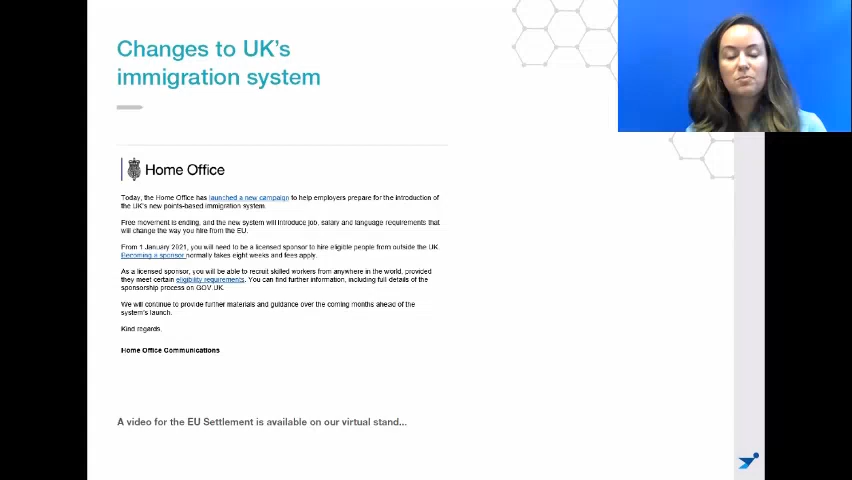 Changes to UK's
immigration system
Home Office
Today, the Home Office has launched a new campaign to help employers prepare for the introduction of
the UK's new points-based immigration system.
Free movement is ending, and the new system will introduce job, salary and language requirements that
will change the way you hire from the EU.
From 1 January 2021, you will need to be a licensed sponsor to hire eligible people from outside the UK.
Becoming a sponsor normally takes eight weeks and fees apply.
As a licensed sponsor, you will be able to recruit skilled workers from anywhere in the world, provided
they meet certain eligibility requirements. You can find further information, including full details of the
sponsorship process on GOV.UK.
We will continue to provide further materials and guidance over the coming months ahead of the
system's launch.
Kind regards,
Home Office Communications
A video for the EU Settlement is available on our virtual stand...